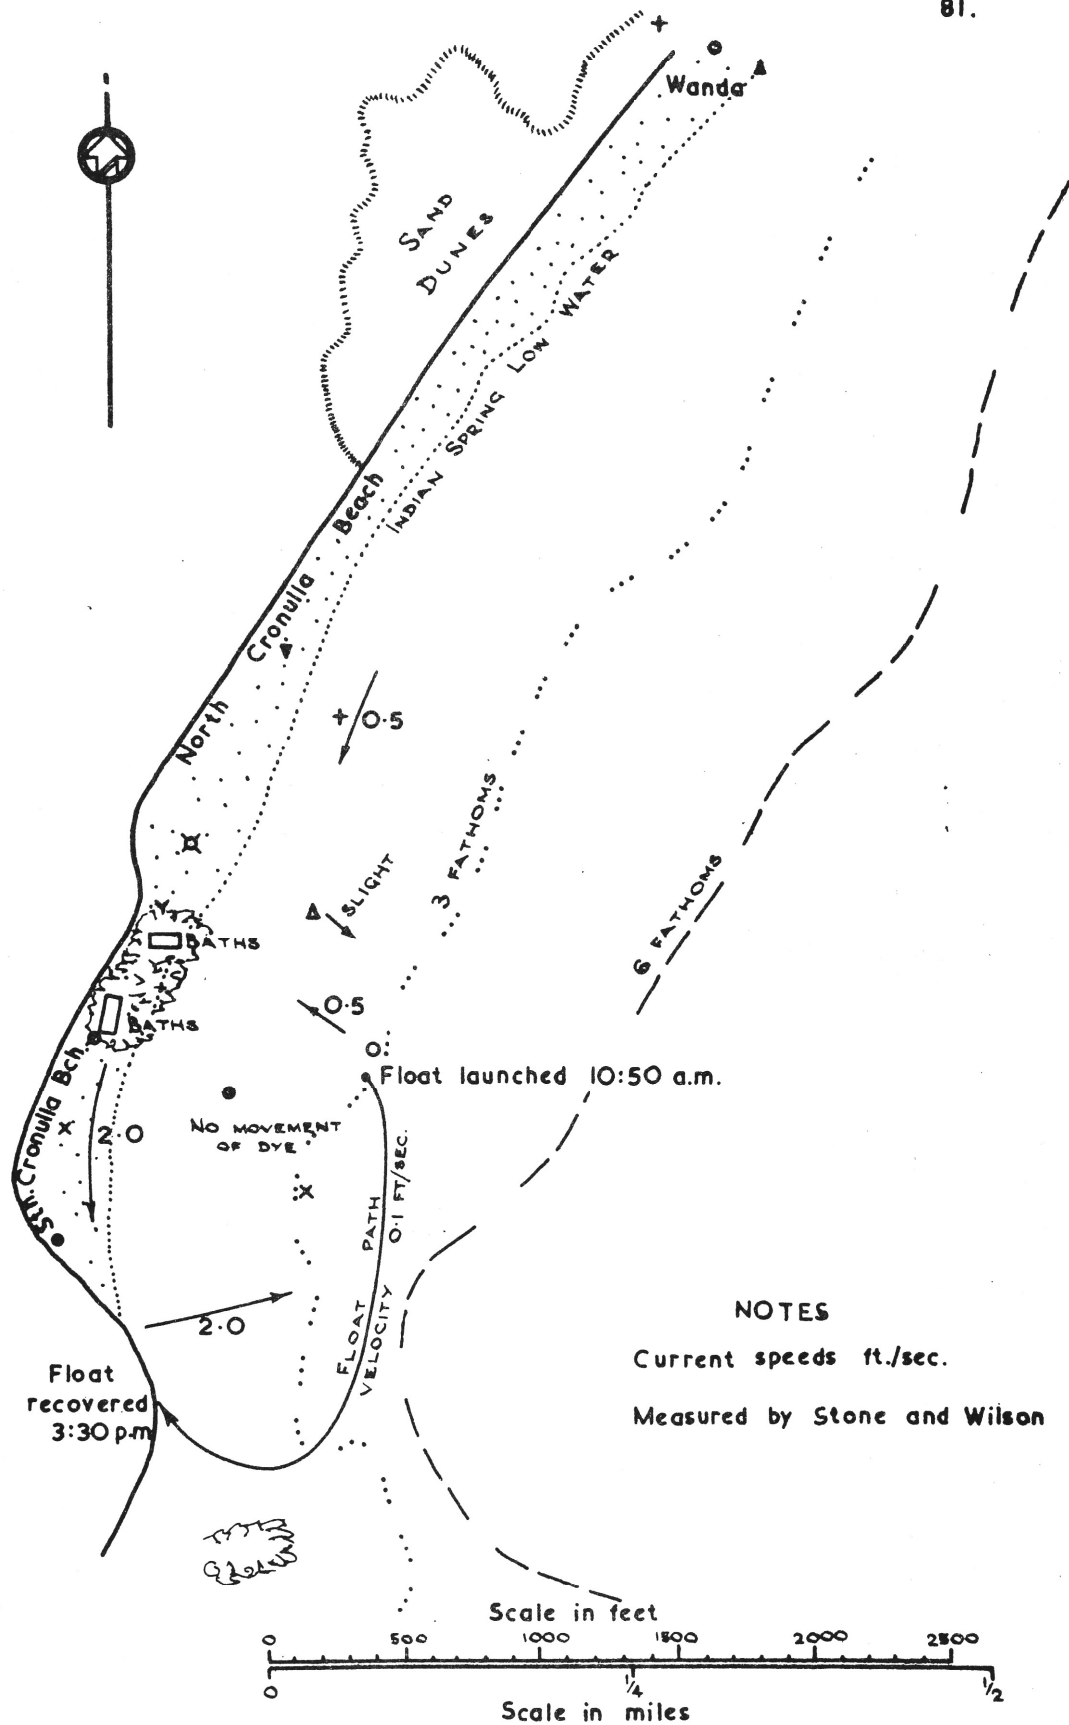 81.
Wanda
SAND
DUNES
INDIAN SPRING LOW WATER
North Cronulla Beach
0.5
3 FATHOMS
SLIGHT
6 FATHOMS
BATHS
0.5
BATHS
Float launched 10:50 a.m.
Sth. Cronulla Bch
2.0
NO MOVEMENT
OF DYE
FLOAT PATH
VELOCITY 0.1 FT/SEC.
2.0
NOTES
Current speeds ft./sec.
Measured by Stone and Wilson
Float
recovered
3:30 p.m
Scale in feet
0 500 1000 1500 2000 2500
0 1/4 1/2
Scale in miles